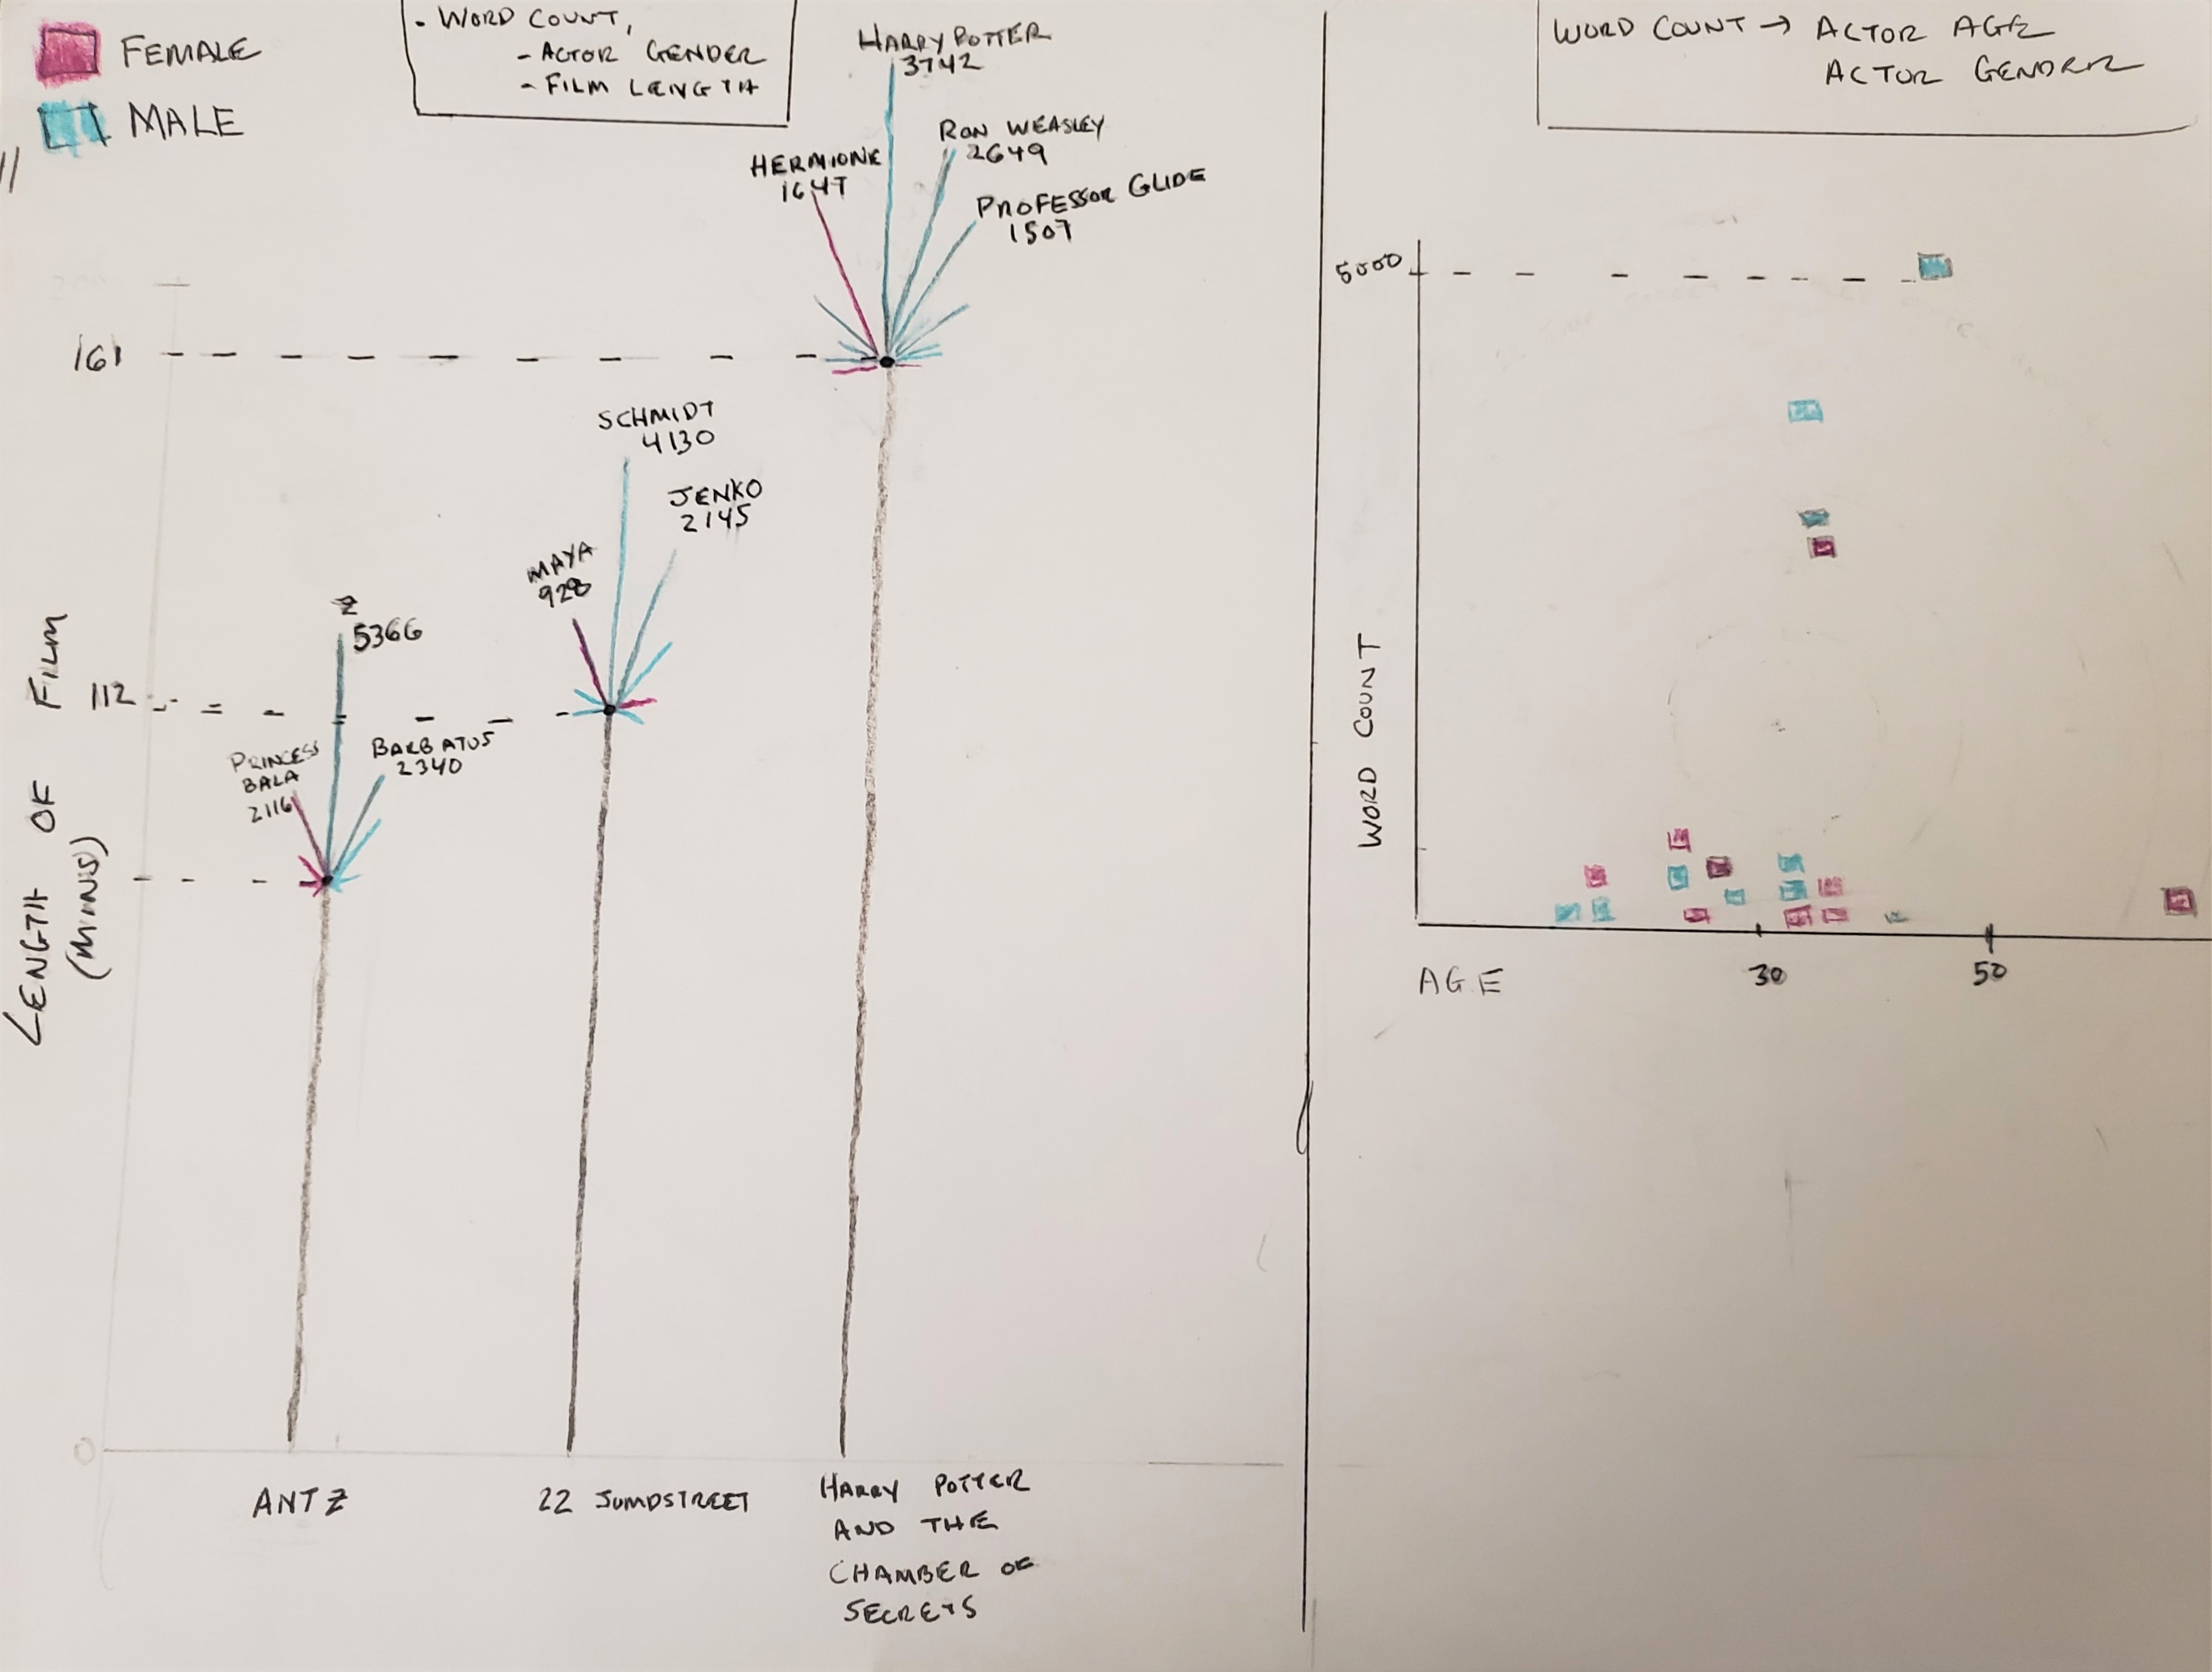 FEMALE
MALE
- WORD COUNT,
- ACTOR GENDER
- FILM LENGTH
HARRY POTTER
3742
RON WEASLEY
2649
HERMIONE
1647
PROFESSOR GLIDE
1507
161
SCHMIDT
4130
JENKO
2145
MAYA
928
Z
5366
112
PRINCESS
BALA
2116
BARBATUS
2340
LENGTH OF FILM
(MINS)
0
ANTZ
22 JUMPSTREET
HARRY POTTER
AND THE
CHAMBER OF
SECRETS
WORD COUNT → ACTOR AGE
ACTOR GENDER
5000
WORD COUNT
AGE
30
50